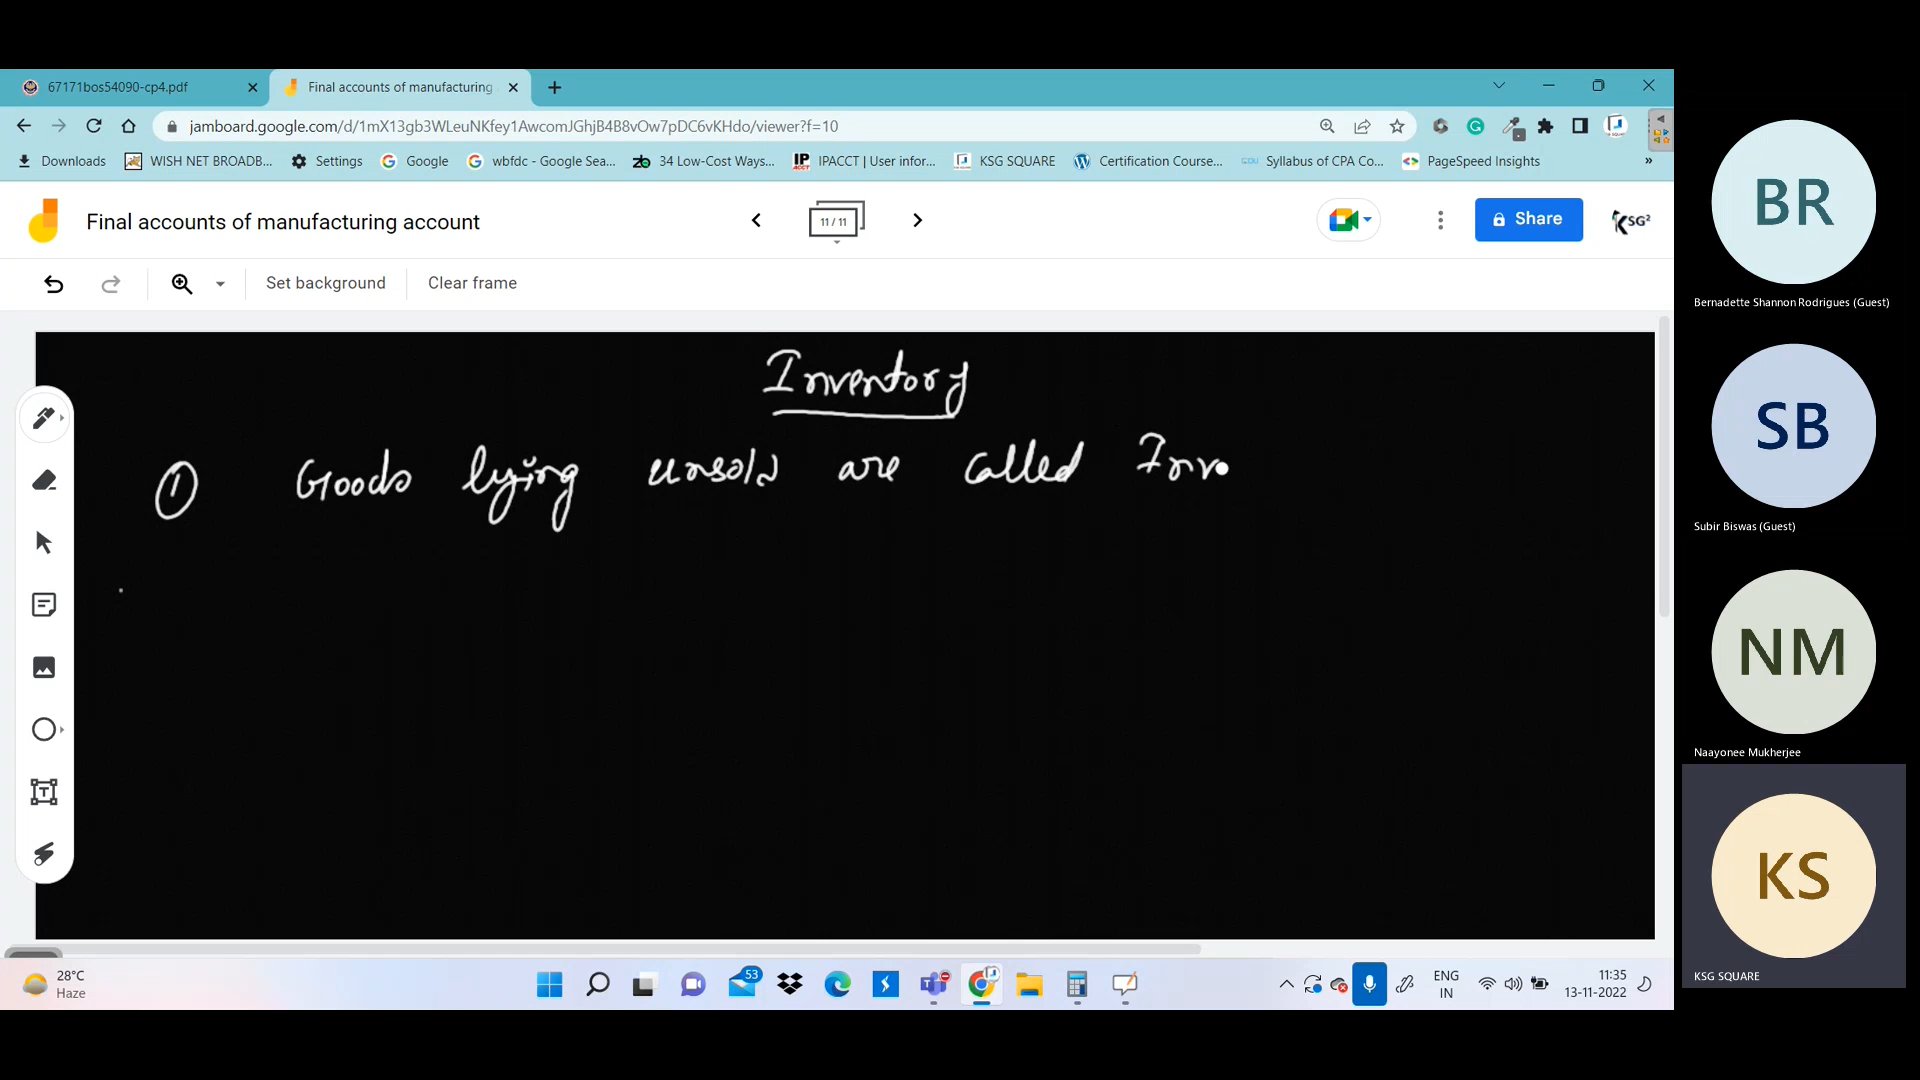 67171bos54090-cp4.pdf
Final accounts of manufacturing
jamboard.google.com/d/1mX13gb3WLeuNKfey1AwcomJGhjB4B8vOw7pDC6vKHdo/viewer?f=10
Downloads WISH NET BROADB... Settings Google wbfdc - Google Sea... 34 Low-Cost Ways... IPACCT | User infor... KSG SQUARE Certification Course... Syllabus of CPA Co... PageSpeed Insights »
Final accounts of manufacturing account
11 / 11
Share
KSG²
Set background
Clear frame
Inventory
① Goods lying unsold are called Inv
BR
Bernadette Shannon Rodrigues (Guest)
SB
Subir Biswas (Guest)
NM
Naayonee Mukherjee
KS
KSG SQUARE
28°C
Haze
53
ENG
IN
11:35
13-11-2022